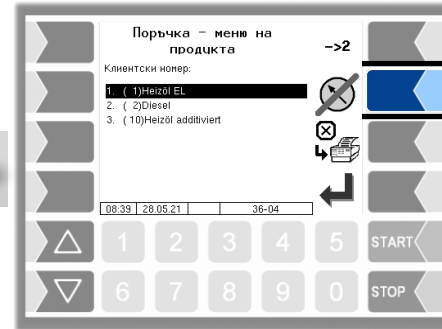 Поръчка - меню на
продукта
->2
Клиентски номер:
1. ( 1)Heizöl EL
2. ( 2)Diesel
3. ( 10)Heizöl additiviert
08:39 28.05.21 36-04
1 2 3 4 5 START
6 7 8 9 0 STOP